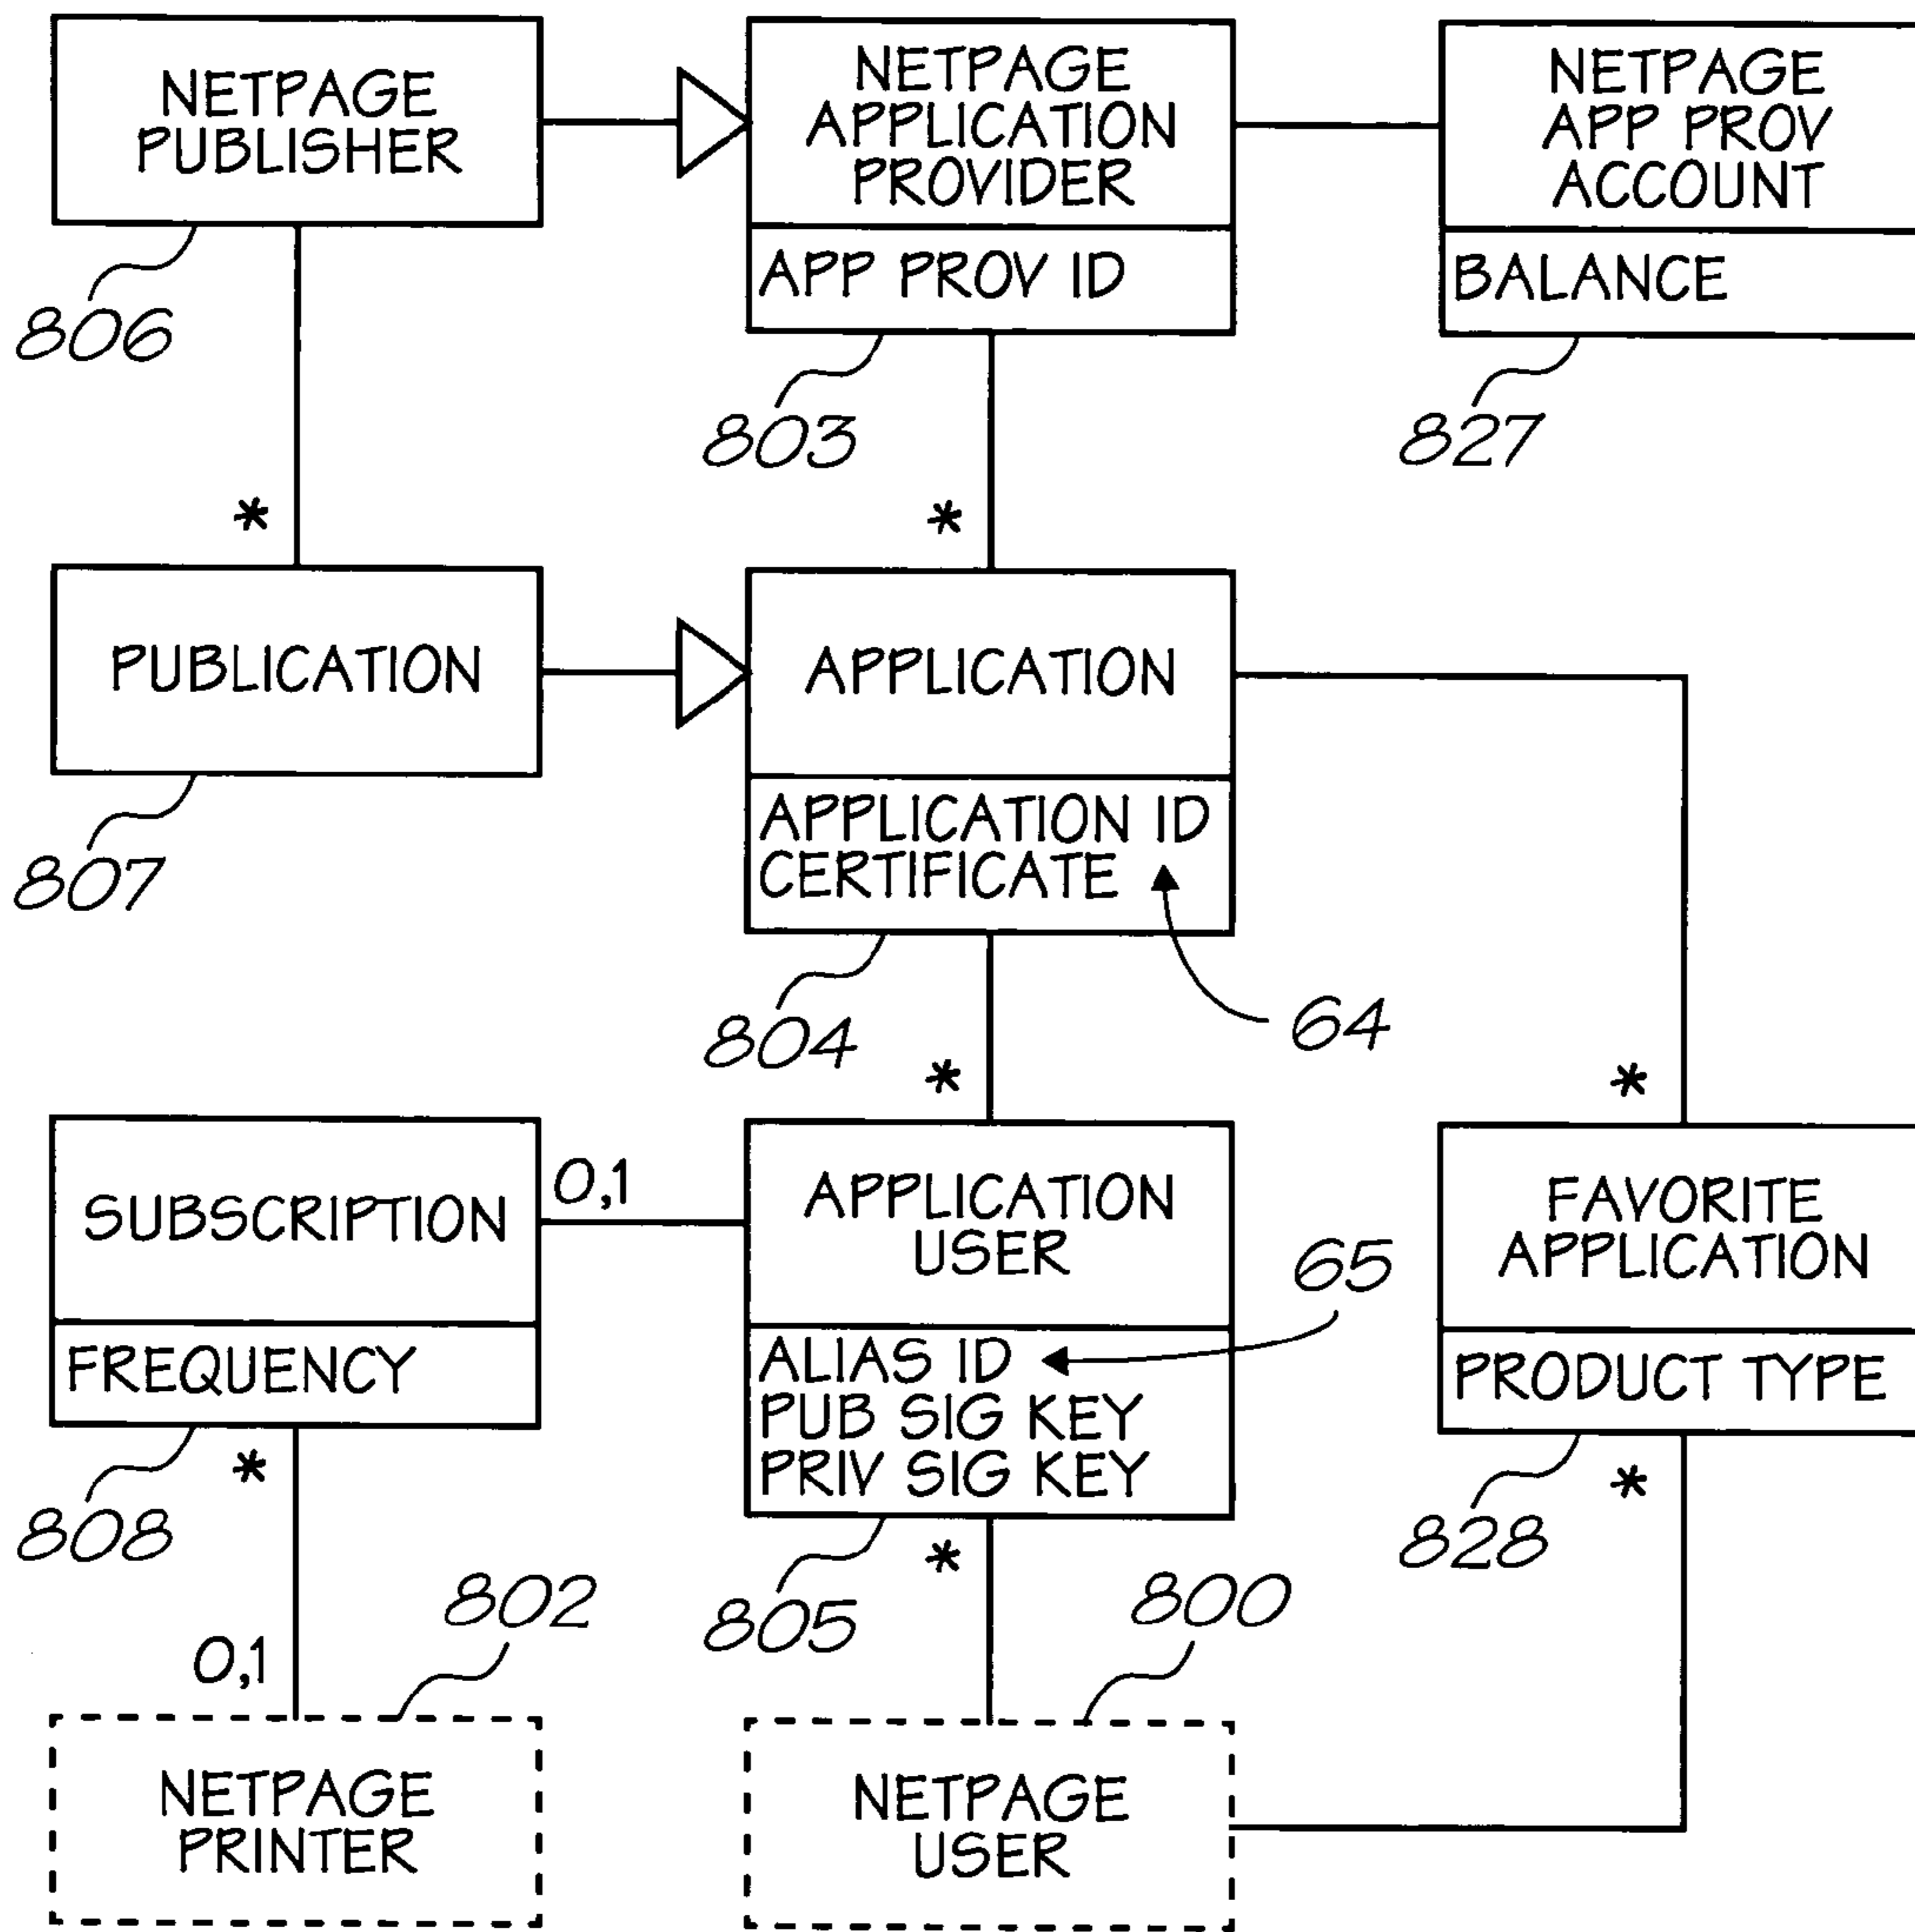 NETPAGE
PUBLISHER
806
NETPAGE
APPLICATION
PROVIDER
APP PROV ID
803
NETPAGE
APP PROV
ACCOUNT
BALANCE
827
*
*
PUBLICATION
807
APPLICATION
APPLICATION ID
CERTIFICATE
804
64
*
*
SUBSCRIPTION
FREQUENCY
808
0,1
APPLICATION
USER
ALIAS ID
PUB SIG KEY
PRIV SIG KEY
805
65
FAVORITE
APPLICATION
PRODUCT TYPE
828
*
*
*
802
0,1
800
NETPAGE
PRINTER
NETPAGE
USER